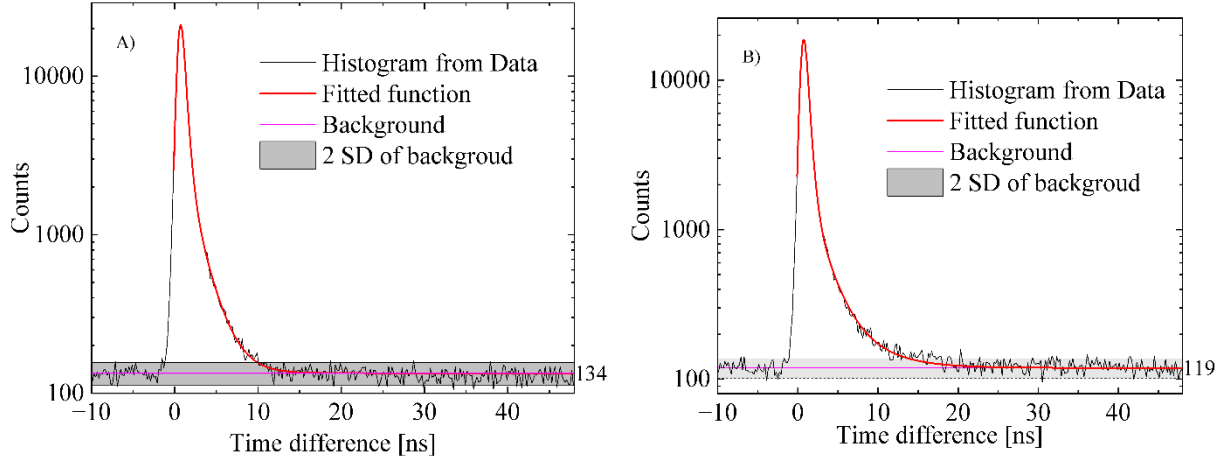 A)
Histogram from Data
Fitted function
Background
2 SD of backgroud
10000
1000
100
Counts
134
−10 0 10 20 30 40
Time difference [ns]
B)
Histogram from Data
Fitted function
Background
2 SD of backgroud
10000
1000
100
Counts
119
−10 0 10 20 30 40
Time difference [ns]